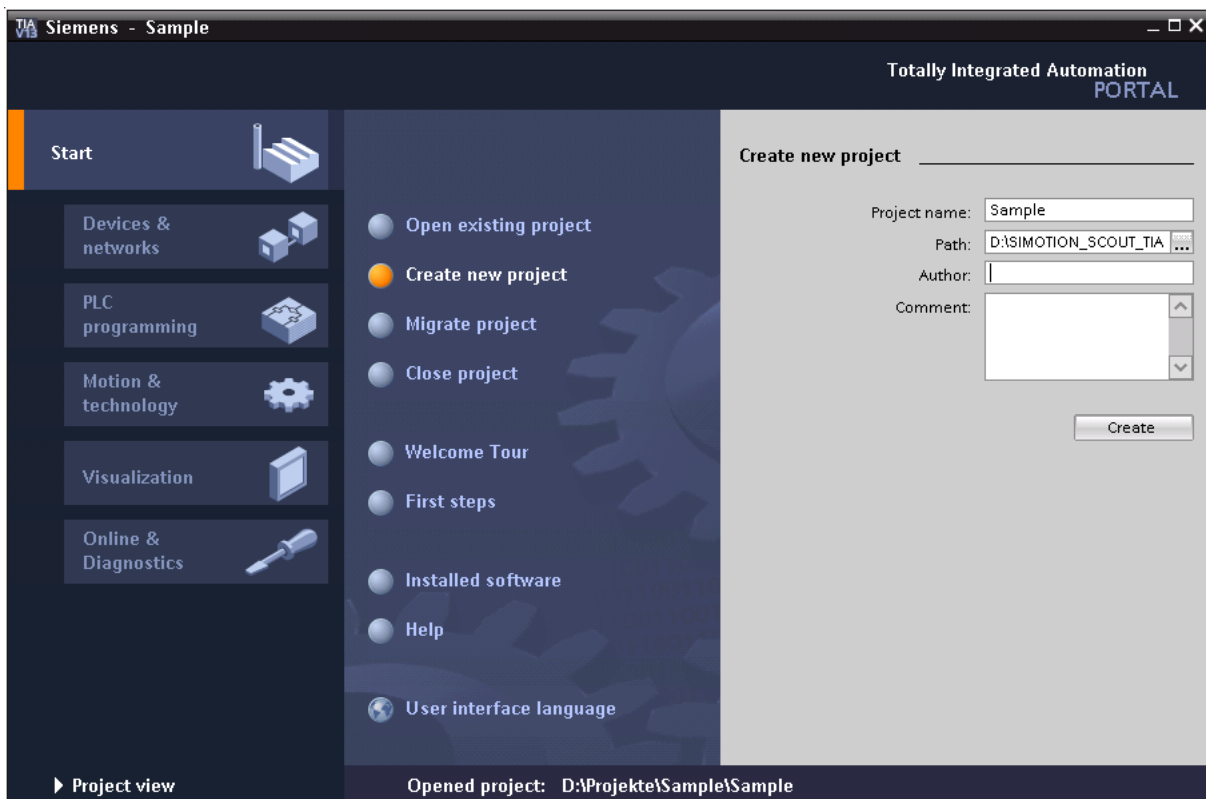 TIA V13 Siemens - Sample
Totally Integrated Automation
PORTAL
Start
Devices &
networks
PLC
programming
Motion &
technology
Visualization
Online &
Diagnostics
Project view
Open existing project
Create new project
Migrate project
Close project
Welcome Tour
First steps
Installed software
Help
User interface language
Create new project
Project name: Sample
Path: D:\SIMOTION_SCOUT_TIA ...
Author:
Comment:
Create
Opened project: D:\Projekte\Sample\Sample